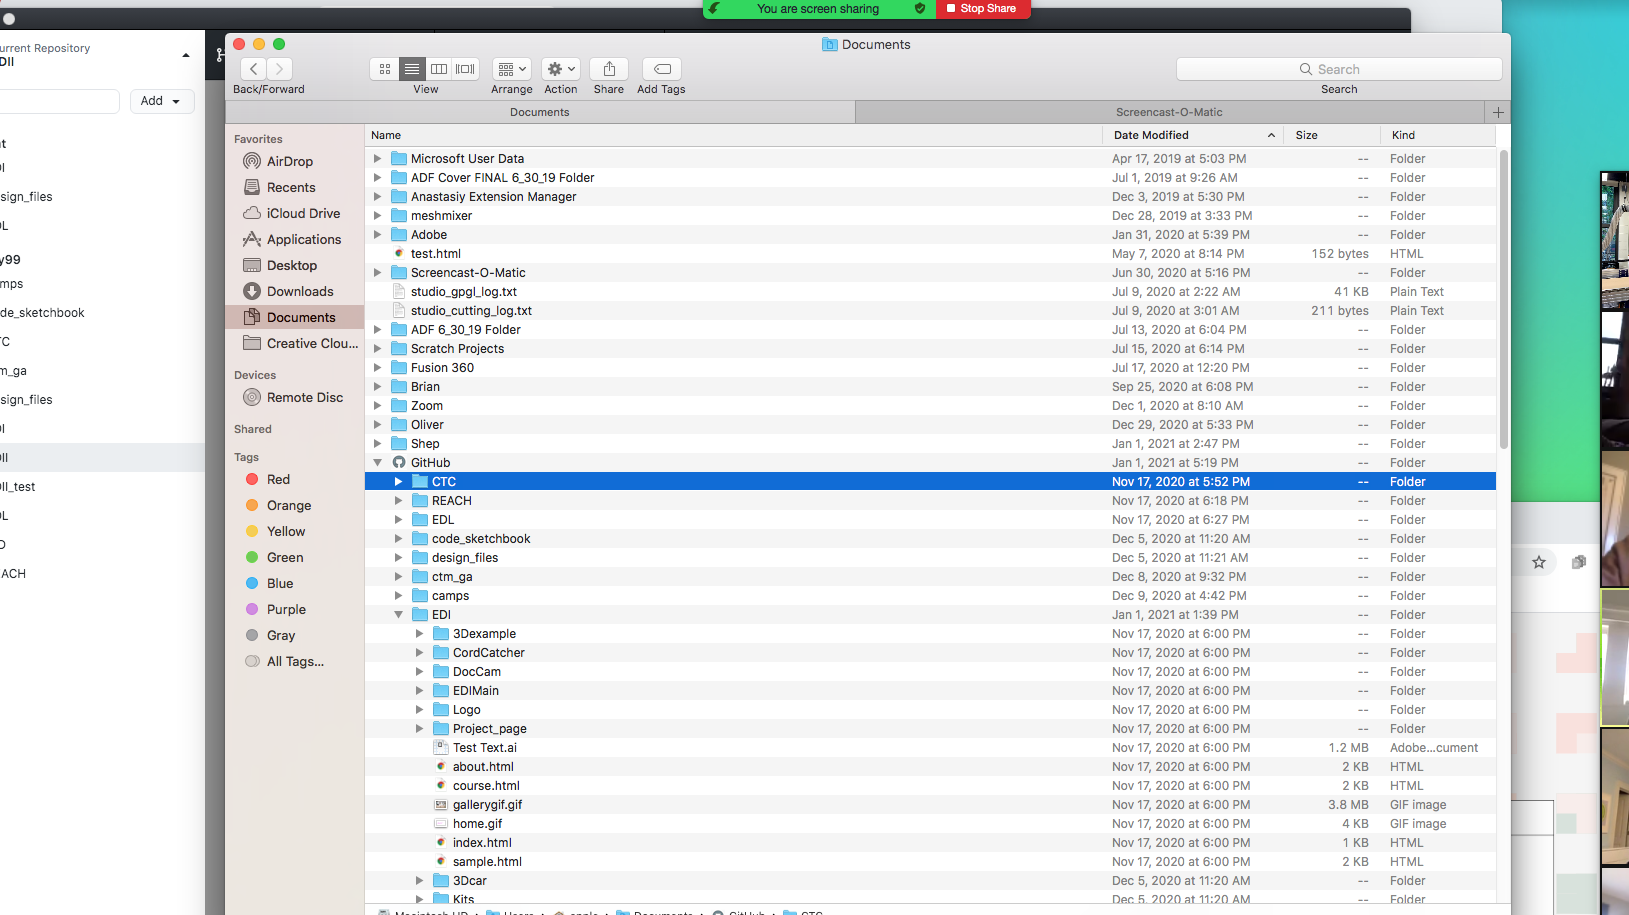 You are screen sharing
Stop Share
Current Repository
Add
sign_files
y99
mps
de_sketchbook
m_ga
sign_files
DII_test
ACH
Documents
Back/Forward
View
Arrange
Action
Share
Add Tags
Search
Search
Documents
Screencast-O-Matic
Favorites
AirDrop
Recents
iCloud Drive
Applications
Desktop
Downloads
Documents
Creative Clou...
Devices
Remote Disc
Shared
Tags
Red
Orange
Yellow
Green
Blue
Purple
Gray
All Tags...
Name Date Modified Size Kind
Microsoft User Data Apr 17, 2019 at 5:03 PM -- Folder
ADF Cover FINAL 6_30_19 Folder Jul 1, 2019 at 9:26 AM -- Folder
Anastasiy Extension Manager Dec 3, 2019 at 5:30 PM -- Folder
meshmixer Dec 28, 2019 at 3:33 PM -- Folder
Adobe Jan 31, 2020 at 5:39 PM -- Folder
test.html May 7, 2020 at 8:14 PM 152 bytes HTML
Screencast-O-Matic Jun 30, 2020 at 5:16 PM -- Folder
studio_gpgl_log.txt Jul 9, 2020 at 2:22 AM 41 KB Plain Text
studio_cutting_log.txt Jul 9, 2020 at 3:01 AM 211 bytes Plain Text
ADF 6_30_19 Folder Jul 13, 2020 at 6:04 PM -- Folder
Scratch Projects Jul 15, 2020 at 6:14 PM -- Folder
Fusion 360 Jul 17, 2020 at 12:20 PM -- Folder
Brian Sep 25, 2020 at 6:08 PM -- Folder
Zoom Dec 1, 2020 at 8:10 AM -- Folder
Oliver Dec 29, 2020 at 5:33 PM -- Folder
Shep Jan 1, 2021 at 2:47 PM -- Folder
GitHub Jan 1, 2021 at 5:19 PM -- Folder
CTC Nov 17, 2020 at 5:52 PM -- Folder
REACH Nov 17, 2020 at 6:18 PM -- Folder
EDL Nov 17, 2020 at 6:27 PM -- Folder
code_sketchbook Dec 5, 2020 at 11:20 AM -- Folder
design_files Dec 5, 2020 at 11:21 AM -- Folder
ctm_ga Dec 8, 2020 at 9:32 PM -- Folder
camps Dec 9, 2020 at 4:42 PM -- Folder
EDI Jan 1, 2021 at 1:39 PM -- Folder
3Dexample Nov 17, 2020 at 6:00 PM -- Folder
CordCatcher Nov 17, 2020 at 6:00 PM -- Folder
DocCam Nov 17, 2020 at 6:00 PM -- Folder
EDIMain Nov 17, 2020 at 6:00 PM -- Folder
Logo Nov 17, 2020 at 6:00 PM -- Folder
Project_page Nov 17, 2020 at 6:00 PM -- Folder
Test Text.ai Nov 17, 2020 at 6:00 PM 1.2 MB Adobe...cument
about.html Nov 17, 2020 at 6:00 PM 2 KB HTML
course.html Nov 17, 2020 at 6:00 PM 2 KB HTML
gallerygif.gif Nov 17, 2020 at 6:00 PM 3.8 MB GIF image
home.gif Nov 17, 2020 at 6:00 PM 4 KB GIF image
index.html Nov 17, 2020 at 6:00 PM 1 KB HTML
sample.html Nov 17, 2020 at 6:00 PM 2 KB HTML
3Dcar Dec 5, 2020 at 11:20 AM -- Folder
Kits Dec 5, 2020 at 11:20 AM -- Folder
Macintosh HD Users apple Documents GitHub CTC